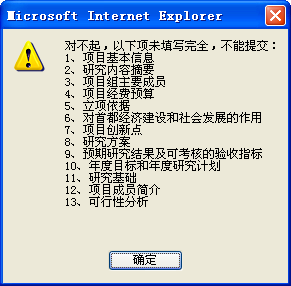 Microsoft Internet Explorer
对不起，以下项未填写完全，不能提交：
1、项目基本信息
2、研究内容摘要
3、项目组主要成员
4、项目经费预算
5、立项依据
6、对首都经济建设和社会发展的作用
7、项目创新点
8、研究方案
9、预期研究结果及可考核的验收指标
10、年度目标和年度研究计划
11、研究基础
12、项目成员简介
13、可行性分析
确定